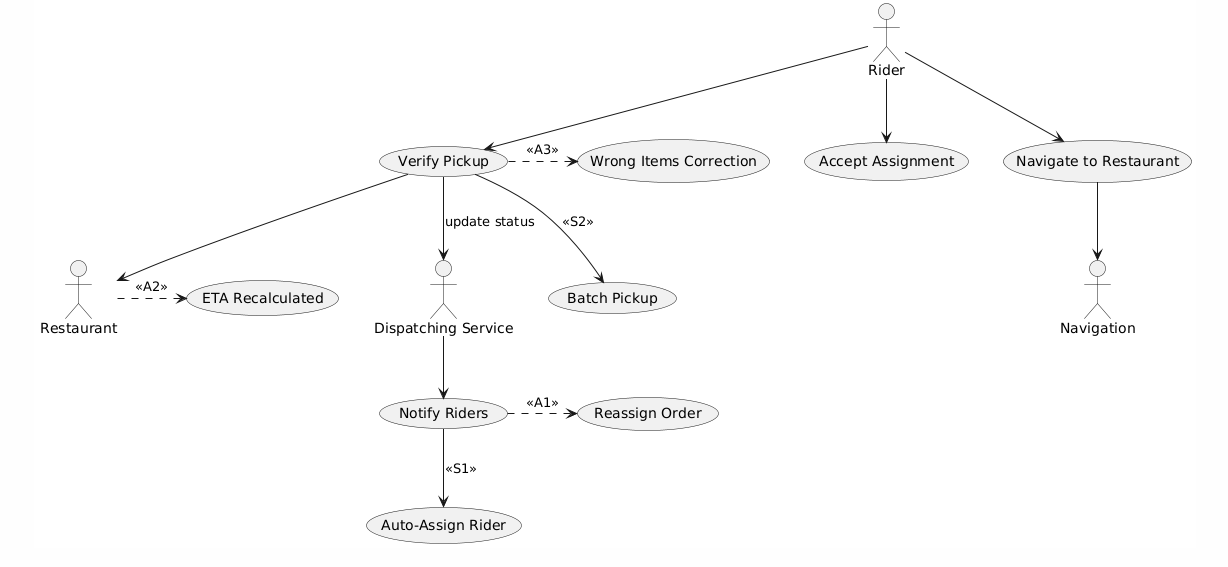 Rider
«A3»
Verify Pickup
Wrong Items Correction
Accept Assignment
Navigate to Restaurant
update status
«S2»
«A2»
ETA Recalculated
Batch Pickup
Restaurant
Dispatching Service
Navigation
«A1»
Notify Riders
Reassign Order
«S1»
Auto-Assign Rider